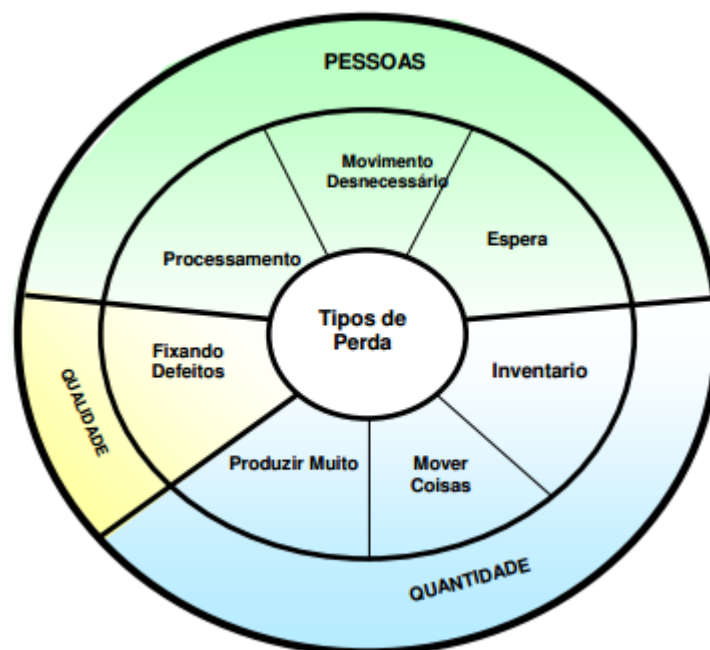 PESSOAS
Movimento
Desnecessário
Processamento
Espera
Tipos de
Perda
Fixando
Defeitos
Inventario
QUALIDADE
Produzir Muito
Mover
Coisas
QUANTIDADE